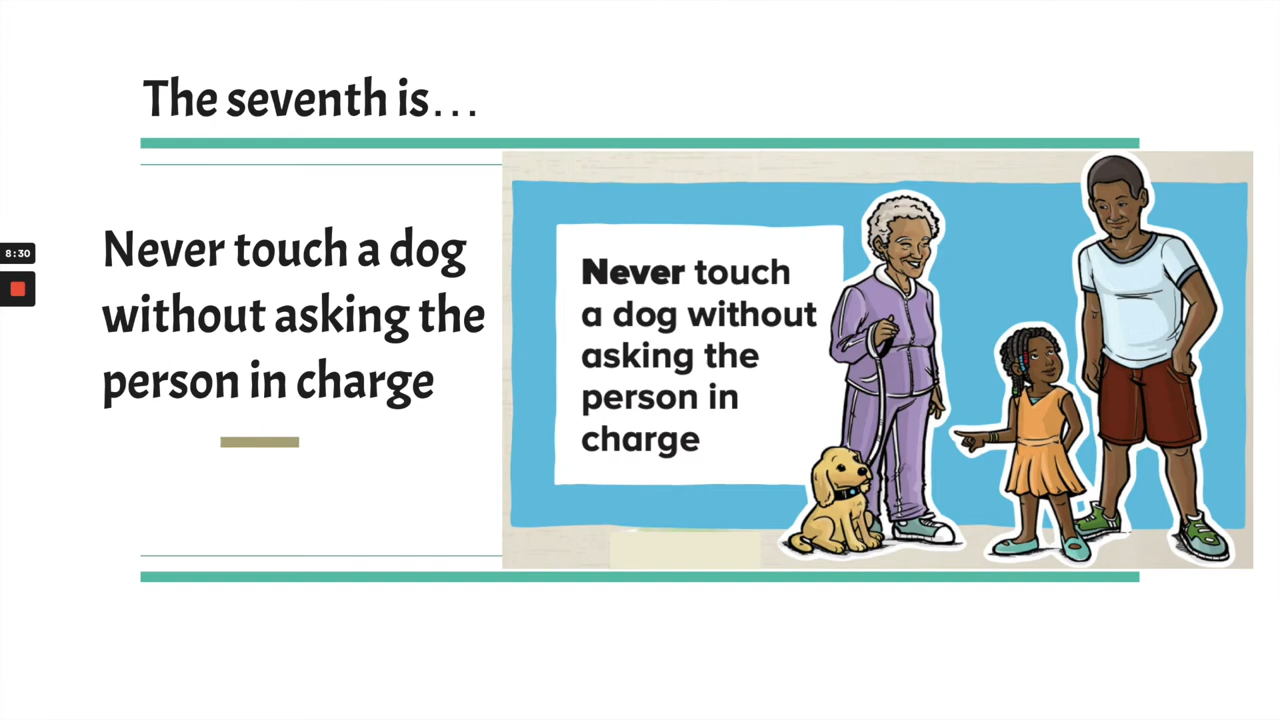 The seventh is...
8:30
Never touch a dog
without asking the
person in charge
Never touch
a dog without
asking the
person in
charge